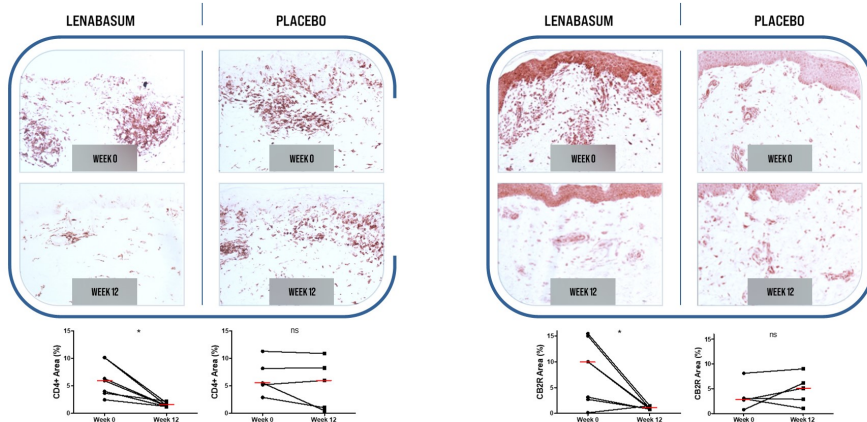 LENABASUM PLACEBO
WEEK 0 WEEK 0
WEEK 12 WEEK 12
CD4+ Area (%)
15
10
5
0
*
Week 0 Week 12
CD4+ Area (%)
15
10
5
0
ns
Week 0 Week 12
LENABASUM PLACEBO
WEEK 0 WEEK 0
WEEK 12 WEEK 12
CB2R Area (%)
15
10
5
0
*
Week 0 Week 12
CB2R Area (%)
15
10
5
0
ns
Week 0 Week 12